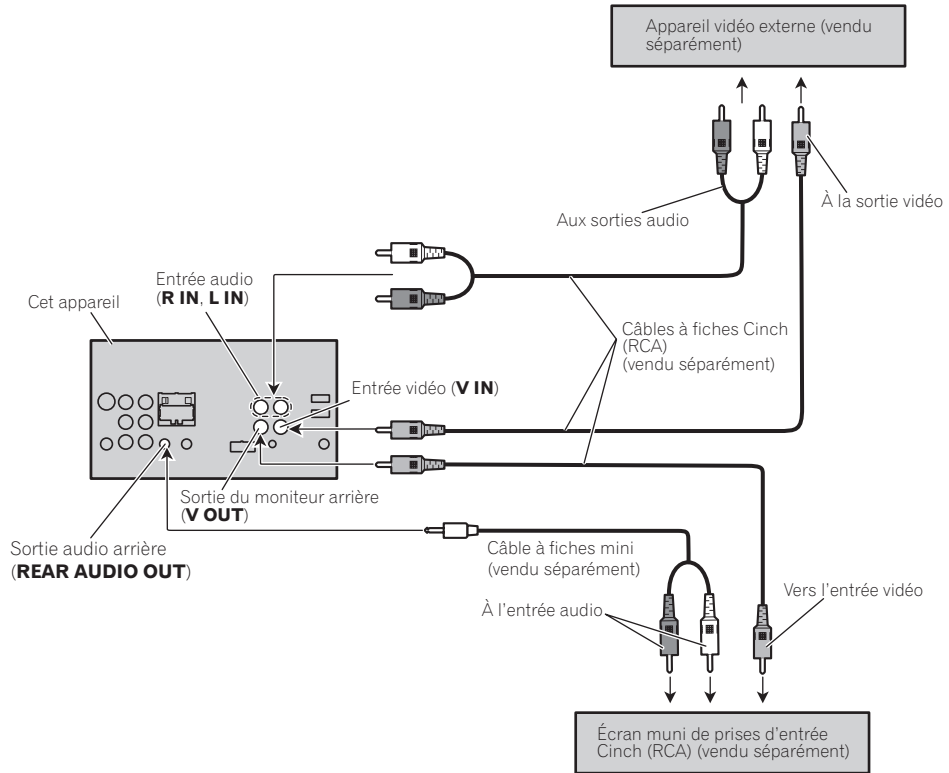 Appareil vidéo externe (vendu
séparément)
À la sortie vidéo
Aux sorties audio
Entrée audio
(R IN, L IN)
Cet appareil
Câbles à fiches Cinch
(RCA)
(vendu séparément)
Entrée vidéo (V IN)
Sortie du moniteur arrière
(V OUT)
Sortie audio arrière
(REAR AUDIO OUT)
Câble à fiches mini
(vendu séparément)
Vers l'entrée vidéo
À l'entrée audio
Écran muni de prises d'entrée
Cinch (RCA) (vendu séparément)